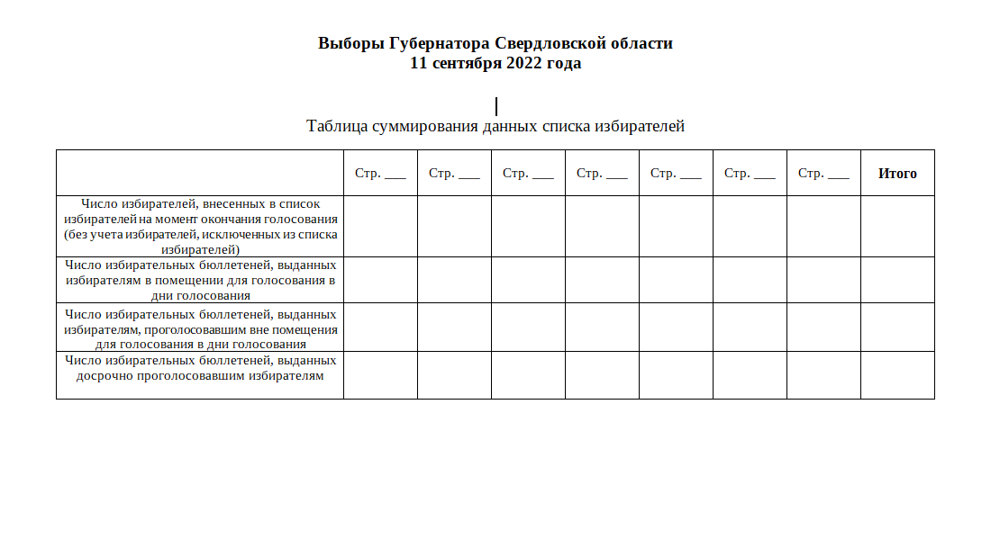 Выборы Губернатора Свердловской области
11 сентября 2022 года
Таблица суммирования данных списка избирателей
Стр. ___ Стр. ___ Стр. ___ Стр. ___ Стр. ___ Стр. ___ Стр. ___ Итого
Число избирателей, внесенных в список
избирателей на момент окончания голосования
(без учета избирателей, исключенных из списка
избирателей)
Число избирательных бюллетеней, выданных
избирателям в помещении для голосования в
дни голосования
Число избирательных бюллетеней, выданных
избирателям, проголосовавшим вне помещения
для голосования в дни голосования
Число избирательных бюллетеней, выданных
досрочно проголосовавшим избирателям